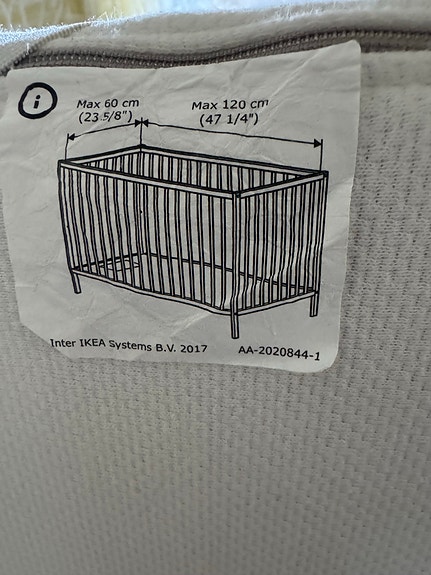 i
Max 60 cm
(23 5/8")
Max 120 cm
(47 1/4")
Inter IKEA Systems B.V. 2017
AA-2020844-1